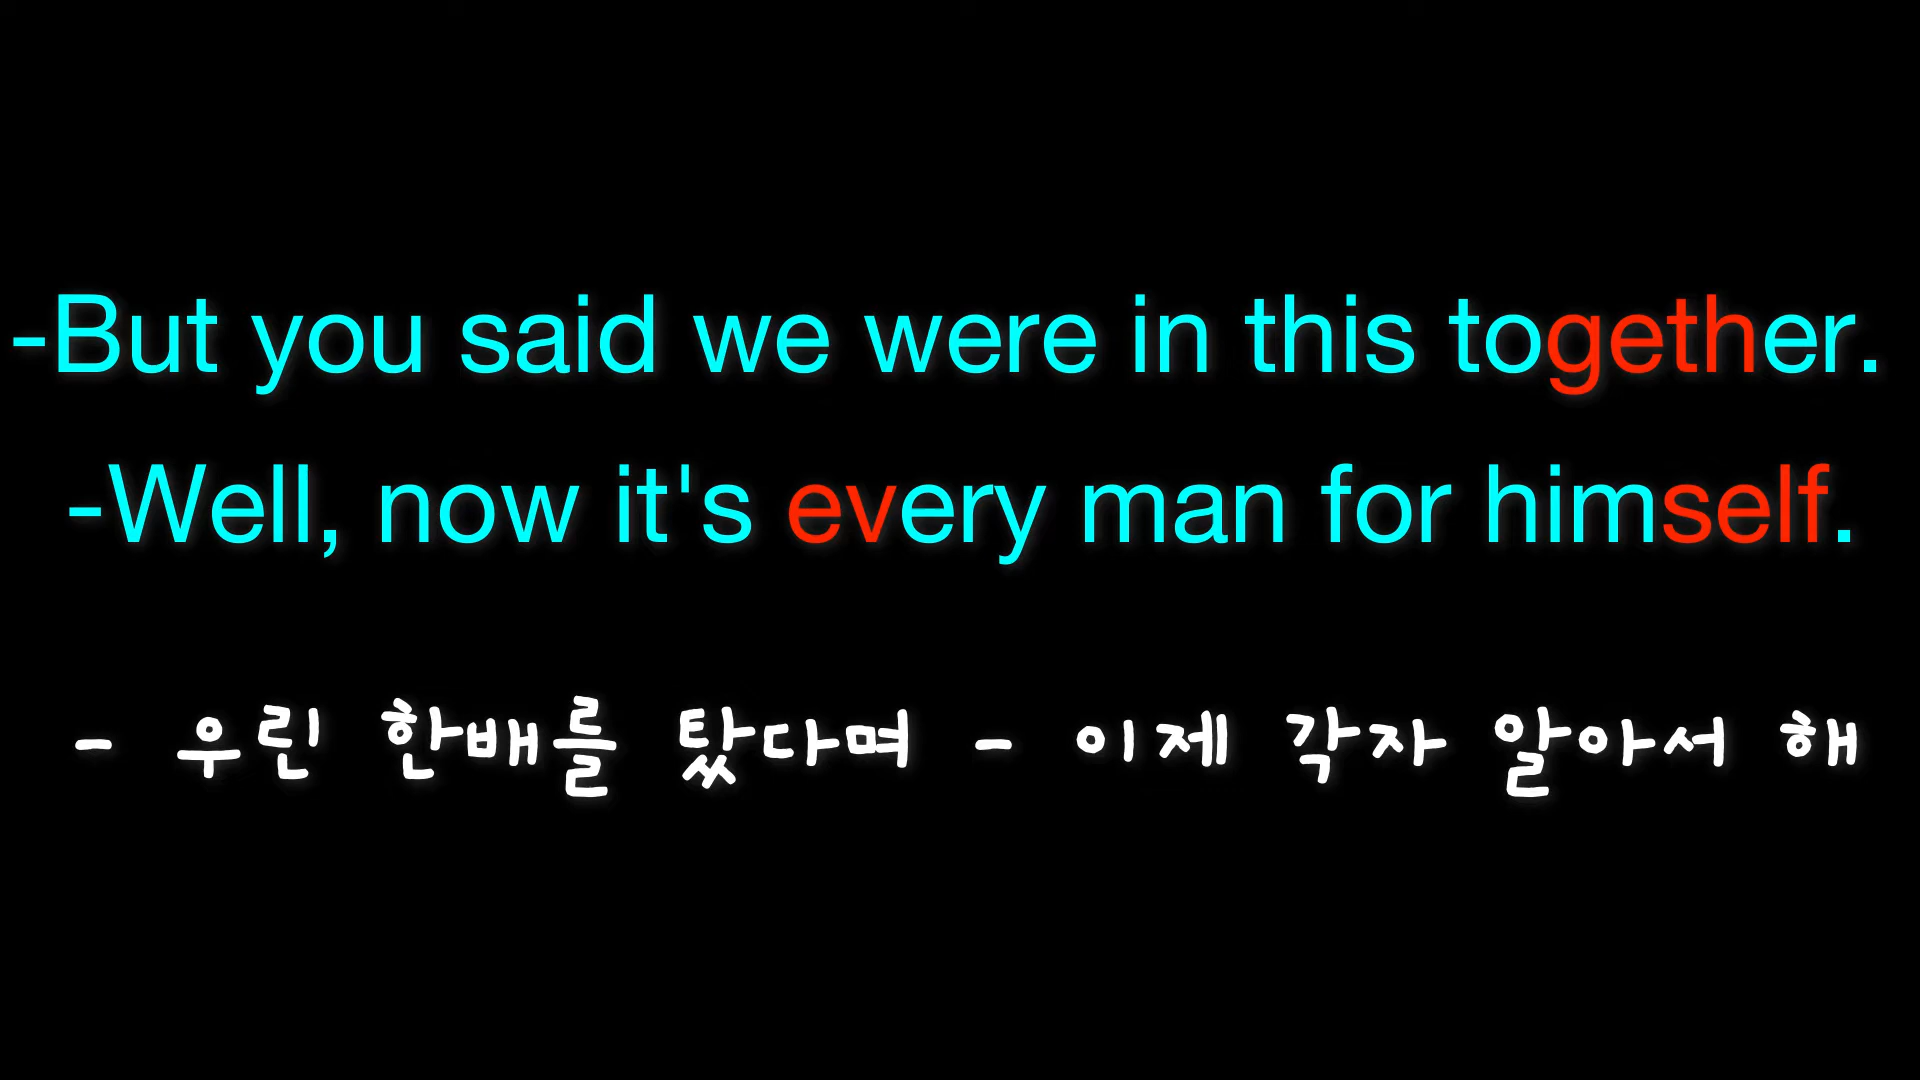 -But you said we were in this together.
-Well, now it's every man for himself.
- 우린 한배를 탔다며 - 이제 각자 알아서 해